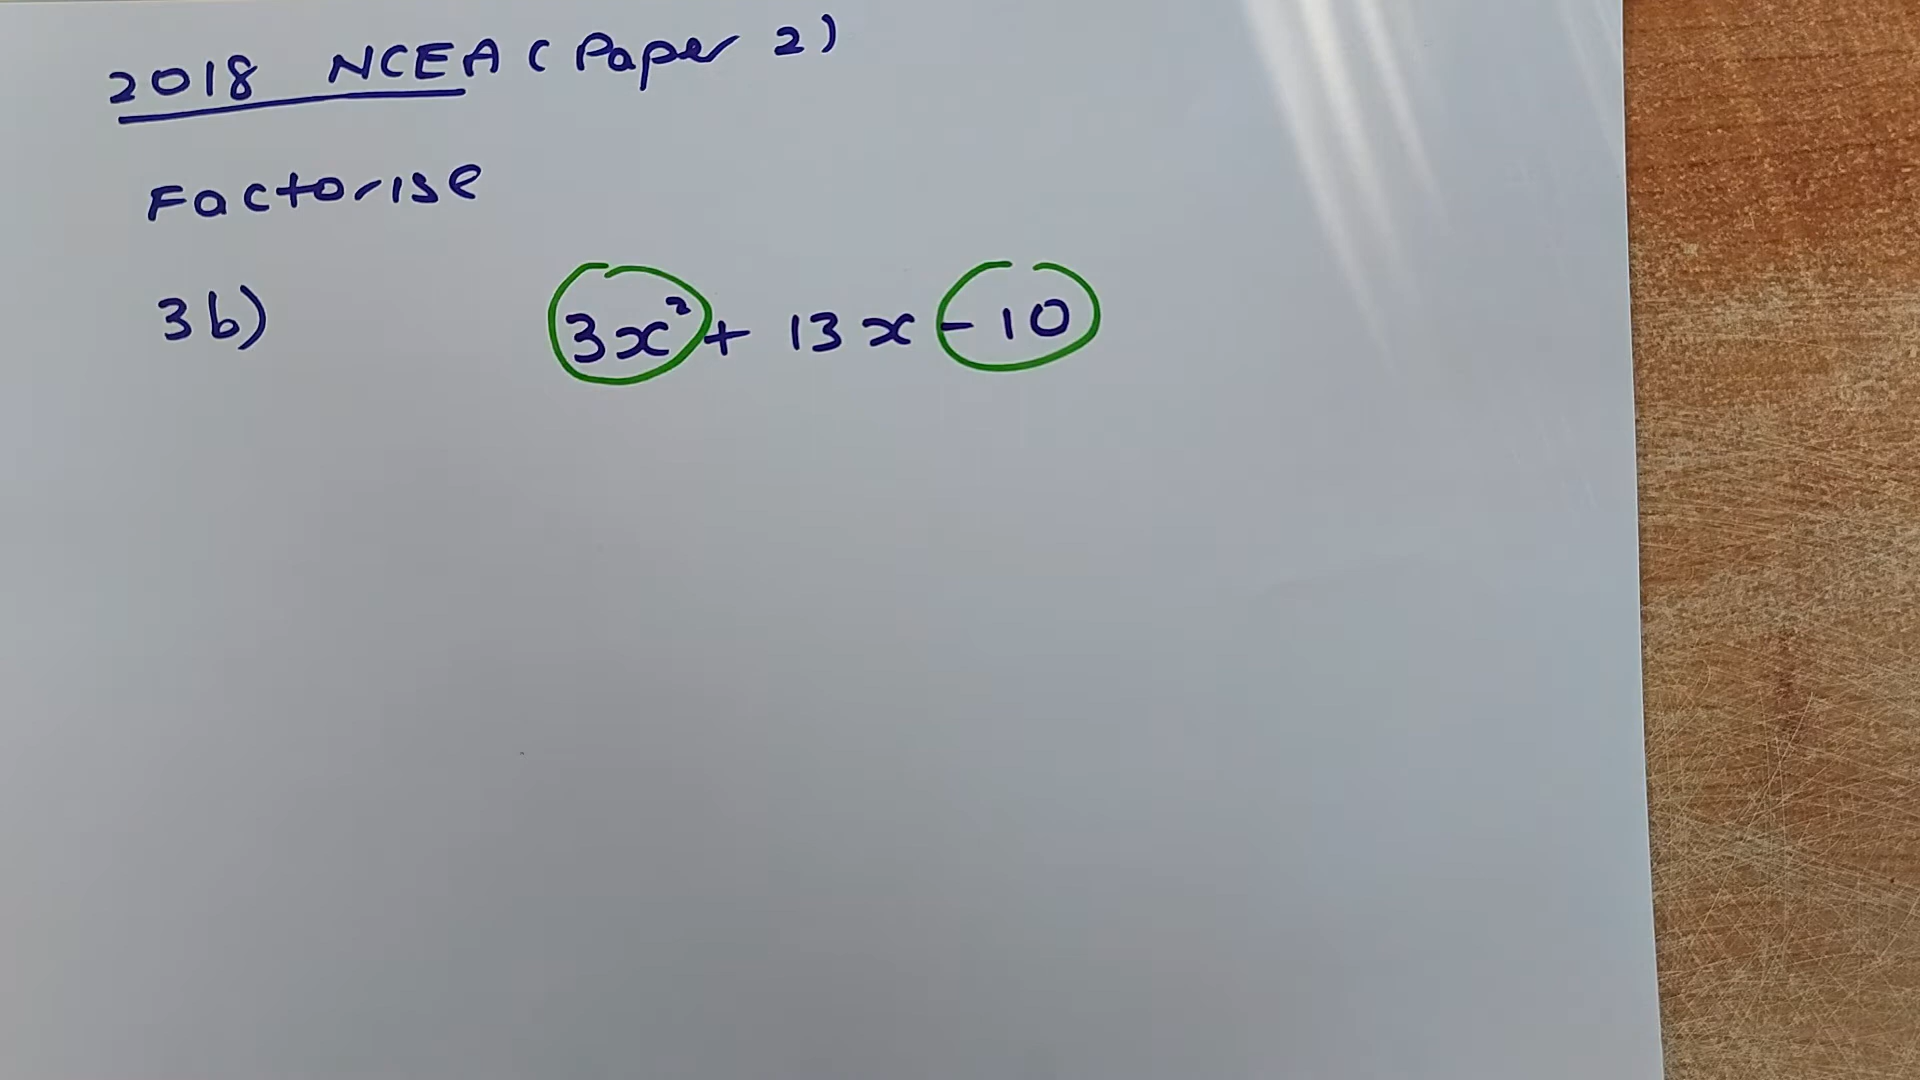 2018 NCEA (Paper 2)
Factorise
3b) 3x² + 13x - 10